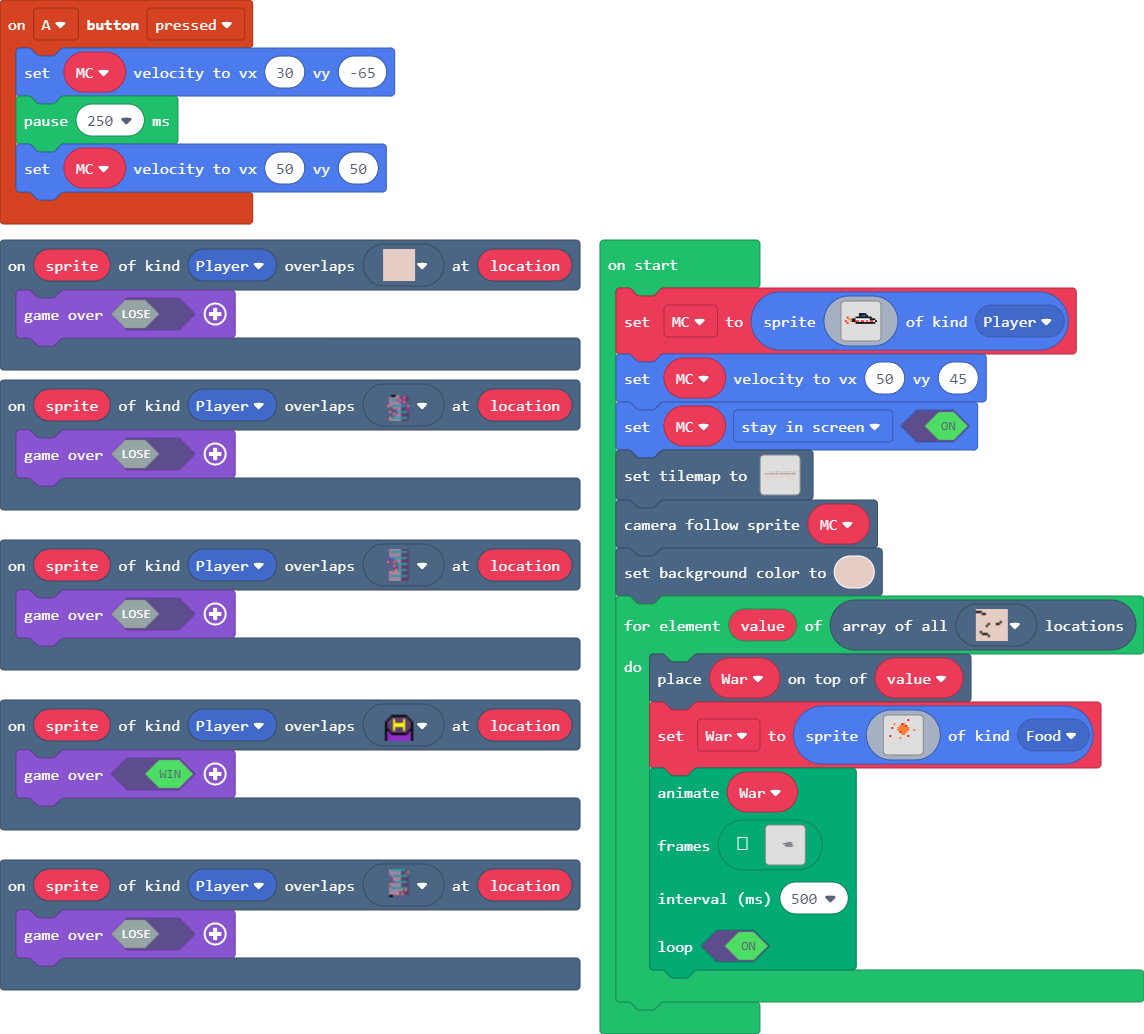 on A button pressed
set MC velocity to vx 30 vy -65
pause 250 ms
set MC velocity to vx 50 vy 50
on sprite of kind Player overlaps at location
game over LOSE
on sprite of kind Player overlaps at location
game over LOSE
on sprite of kind Player overlaps at location
game over LOSE
on sprite of kind Player overlaps at location
game over WIN
on sprite of kind Player overlaps at location
game over LOSE
on start
set MC to sprite of kind Player
set MC velocity to vx 50 vy 45
set MC stay in screen ON
set tilemap to
camera follow sprite MC
set background color to
for element value of array of all locations
do
place War on top of value
set War to sprite of kind Food
animate War
frames
interval (ms) 500
loop ON